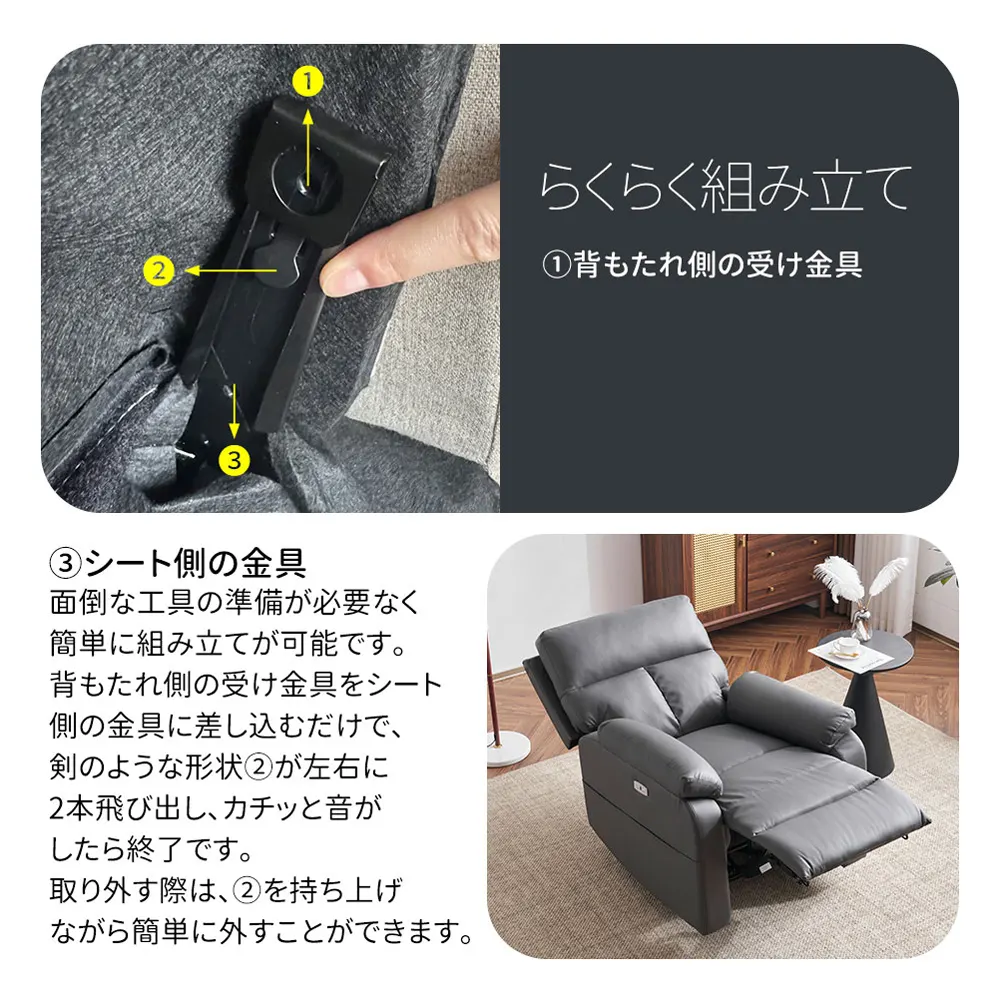 1
2
3
らくらく組み立て
①背もたれ側の受け金具
③シート側の金具
面倒な工具の準備が必要なく
簡単に組み立てが可能です。
背もたれ側の受け金具をシート
側の金具に差し込むだけで、
剣のような形状②が左右に
2本飛び出し、カチッと音が
したら終了です。
取り外す際は、②を持ち上げ
ながら簡単に外すことができます。